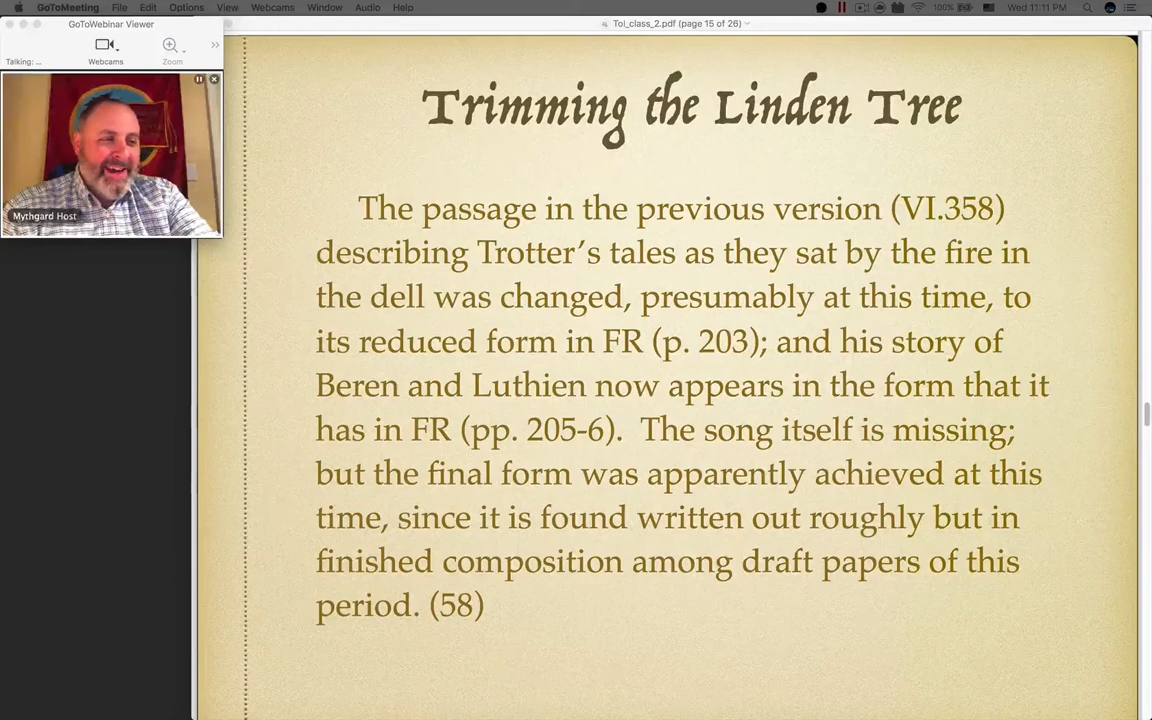 GoToMeeting File Edit Options View Webcams Window Audio Help
100% Wed 11:11 PM
GoToWebinar Viewer
Tol_class_2.pdf (page 15 of 26)
Talking: ...
Webcams
Zoom
Mythgard Host
Trimming the Linden Tree
The passage in the previous version (VI.358)
describing Trotter's tales as they sat by the fire in
the dell was changed, presumably at this time, to
its reduced form in FR (p. 203); and his story of
Beren and Luthien now appears in the form that it
has in FR (pp. 205-6). The song itself is missing;
but the final form was apparently achieved at this
time, since it is found written out roughly but in
finished composition among draft papers of this
period. (58)